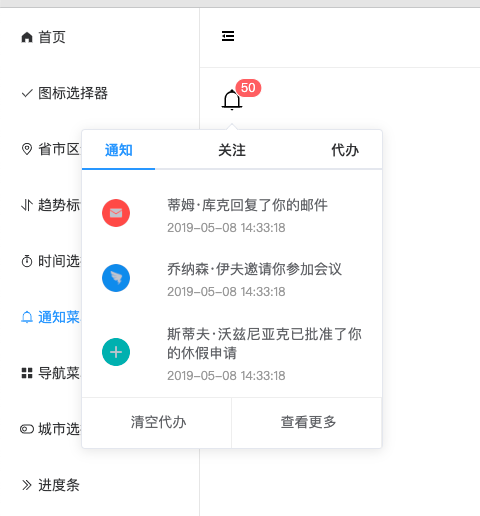 首页
图标选择器
省市区
趋势标
时间选
通知菜
导航菜
城市选
进度条
50
通知
关注
代办
蒂姆·库克回复了你的邮件
2019-05-08 14:33:18
乔纳森·伊夫邀请你参加会议
2019-05-08 14:33:18
斯蒂夫·沃兹尼亚克已批准了你
的休假申请
2019-05-08 14:33:18
清空代办
查看更多